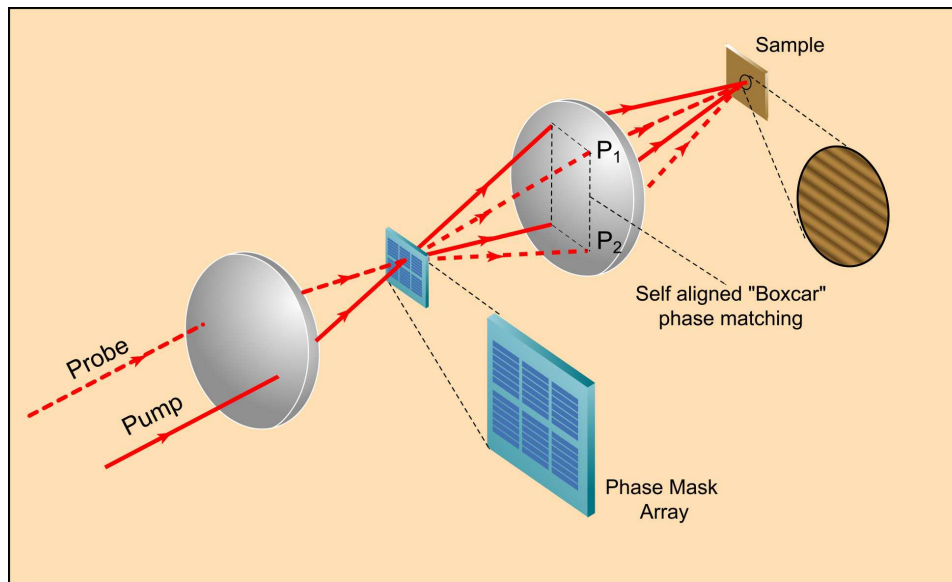 Sample
P₁
P₂
Self aligned "Boxcar"
phase matching
Probe
Pump
Phase Mask
Array